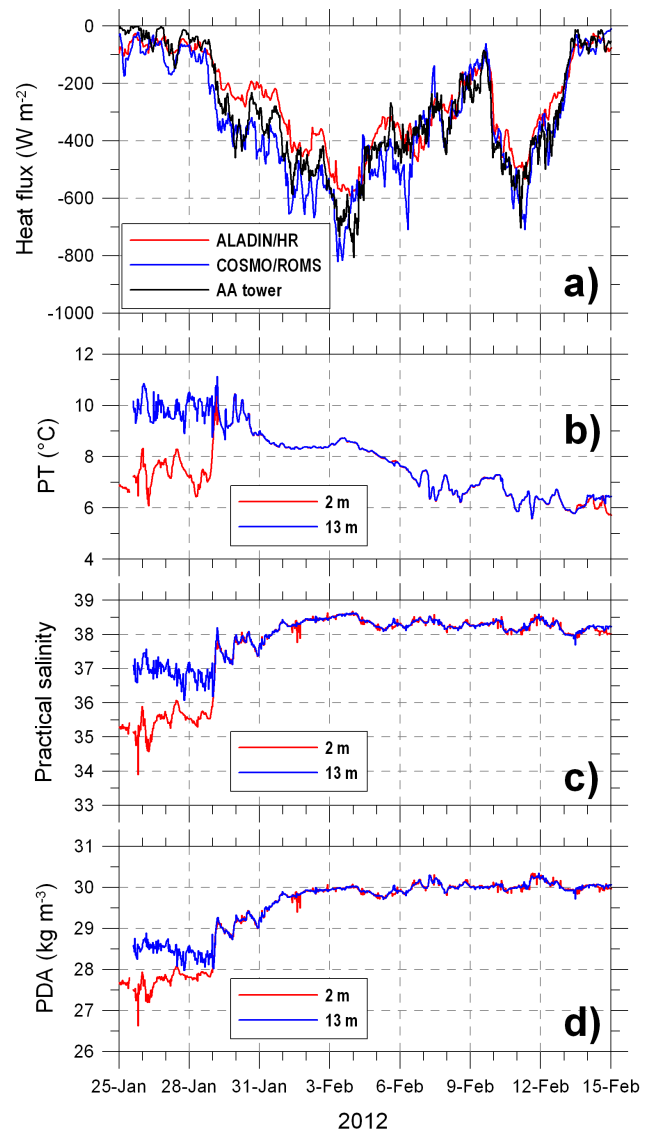 0
-200
-400
-600
-800
-1000
Heat flux (W m-2)
ALADIN/HR
COSMO/ROMS
AA tower
a)
12
10
8
6
4
PT (°C)
2 m
13 m
b)
39
38
37
36
35
34
33
Practical salinity
2 m
13 m
c)
31
30
29
28
27
26
PDA (kg m-3)
2 m
13 m
d)
25-Jan 28-Jan 31-Jan 3-Feb 6-Feb 9-Feb 12-Feb 15-Feb
2012